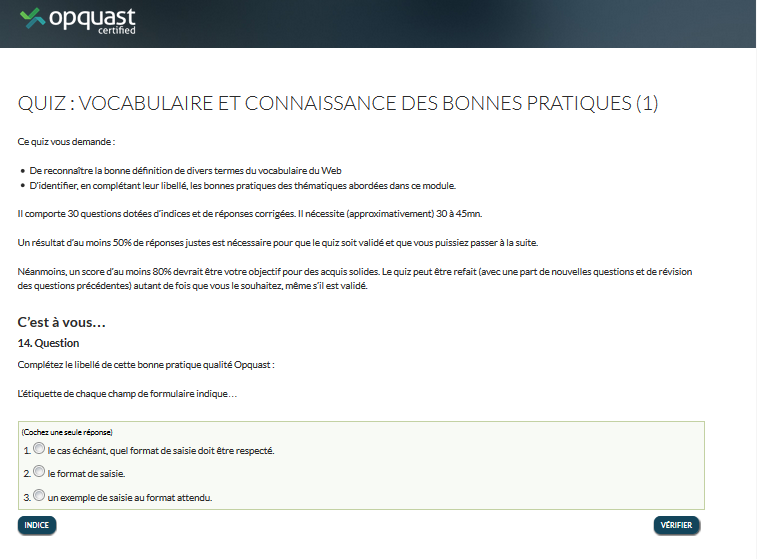 opquast
certified
QUIZ : VOCABULAIRE ET CONNAISSANCE DES BONNES PRATIQUES (1)
Ce quiz vous demande :
• De reconnaître la bonne définition de divers termes du vocabulaire du Web
• D'identifier, en complétant leur libellé, les bonnes pratiques des thématiques abordées dans ce module.
Il comporte 30 questions dotées d'indices et de réponses corrigées. Il nécessite (approximativement) 30 à 45mn.
Un résultat d'au moins 50% de réponses justes est nécessaire pour que le quiz soit validé et que vous puissiez passer à la suite.
Néanmoins, un score d'au moins 80% devrait être votre objectif pour des acquis solides. Le quiz peut être refait (avec une part de nouvelles questions et de révision
des questions précédentes) autant de fois que vous le souhaitez, même s'il est validé.
C'est à vous…
14. Question
Complétez le libellé de cette bonne pratique qualité Opquast :
L'étiquette de chaque champ de formulaire indique…
(Cochez une seule réponse)
1. le cas échéant, quel format de saisie doit être respecté.
2. le format de saisie.
3. un exemple de saisie au format attendu.
INDICE VÉRIFIER